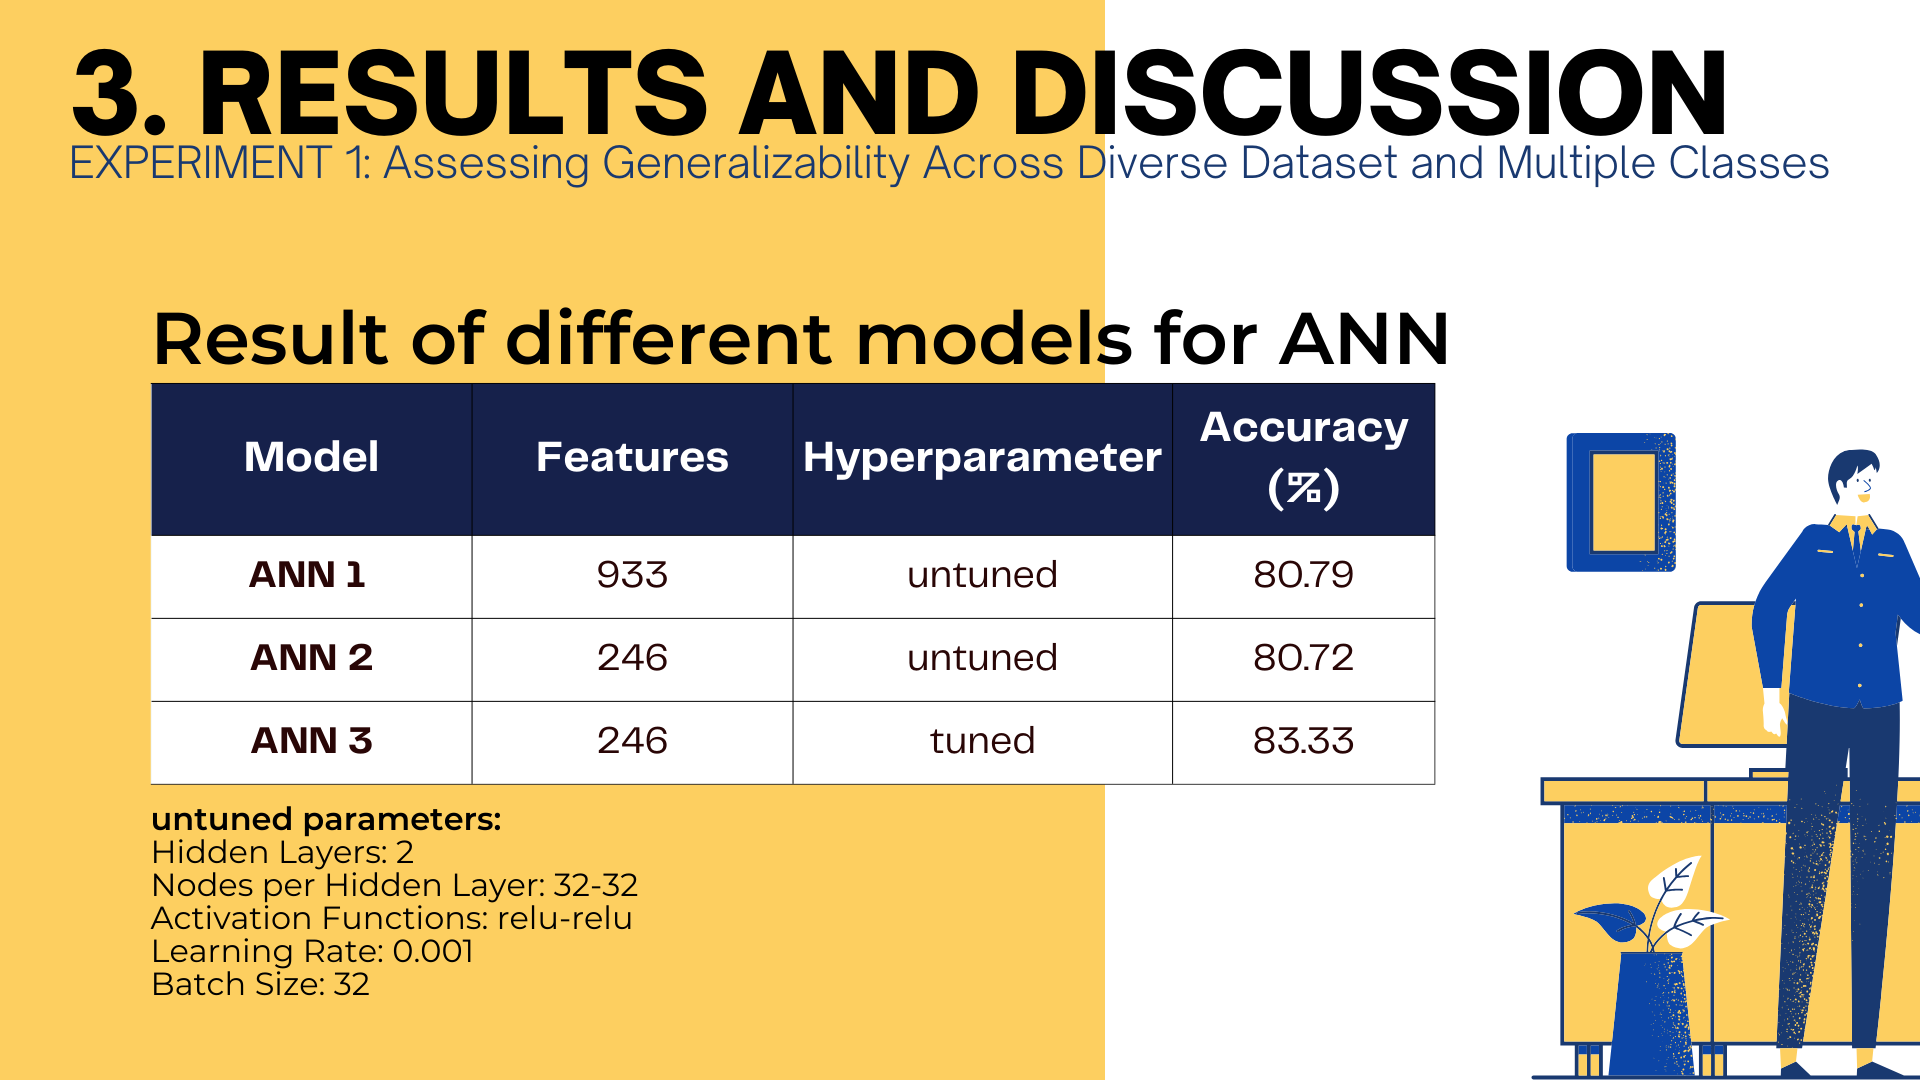 3. RESULTS AND DISCUSSION
EXPERIMENT 1: Assessing Generalizability Across Diverse Dataset and Multiple Classes
Result of different models for ANN
Model Features Hyperparameter Accuracy (%)
ANN 1 933 untuned 80.79
ANN 2 246 untuned 80.72
ANN 3 246 tuned 83.33
untuned parameters:
Hidden Layers: 2
Nodes per Hidden Layer: 32-32
Activation Functions: relu-relu
Learning Rate: 0.001
Batch Size: 32